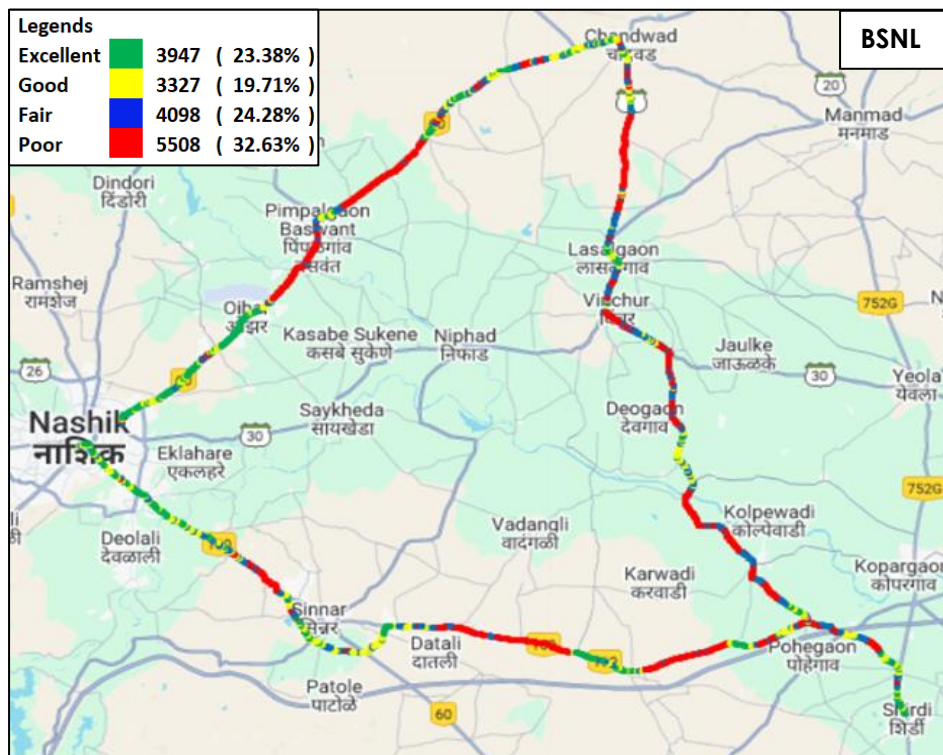 Legends
Excellent 3947 ( 23.38% )
Good 3327 ( 19.71% )
Fair 4098 ( 24.28% )
Poor 5508 ( 32.63% )
BSNL
Chandwad
20
Manmad
मनमाड
Dindori
दिंडोरी
Pimpalgaon
Baswant
Ramshej
रामशेज
752G
Kasabe Sukene
कसबे सुकेणे
Niphad
निफाड
Jaulke
जाऊळके
26
30
Yeola
येवला
Nashik
नाशिक
Saykheda
सायखेडा
Deogaon
देवगाव
30
Eklahare
एकलहरे
752G
Vadangli
वादंगळी
Kolpewadi
कोल्पेवाडी
Deolali
देवळाली
Karwadi
करवाडी
Kopargaon
कोपरगाव
Sinnar
सिन्नर
Datali
दातली
Pohegaon
पोहेगाव
Patole
पाटोळे
60
Shirdi
शिर्डी